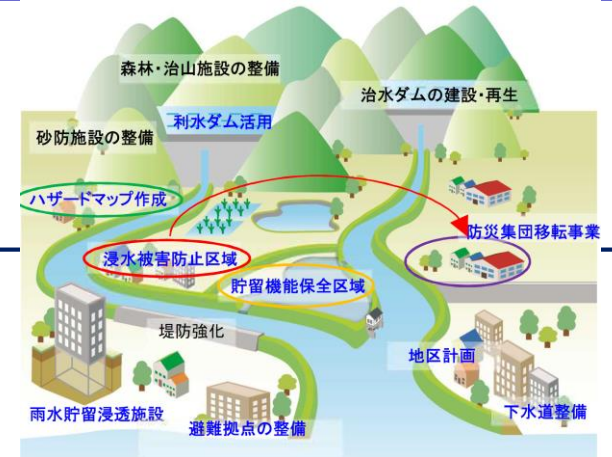 森林・治山施設の整備
治水ダムの建設・再生
利水ダム活用
砂防施設の整備
ハザードマップ作成
防災集団移転事業
浸水被害防止区域
貯留機能保全区域
堤防強化
地区計画
雨水貯留浸透施設
避難拠点の整備
下水道整備